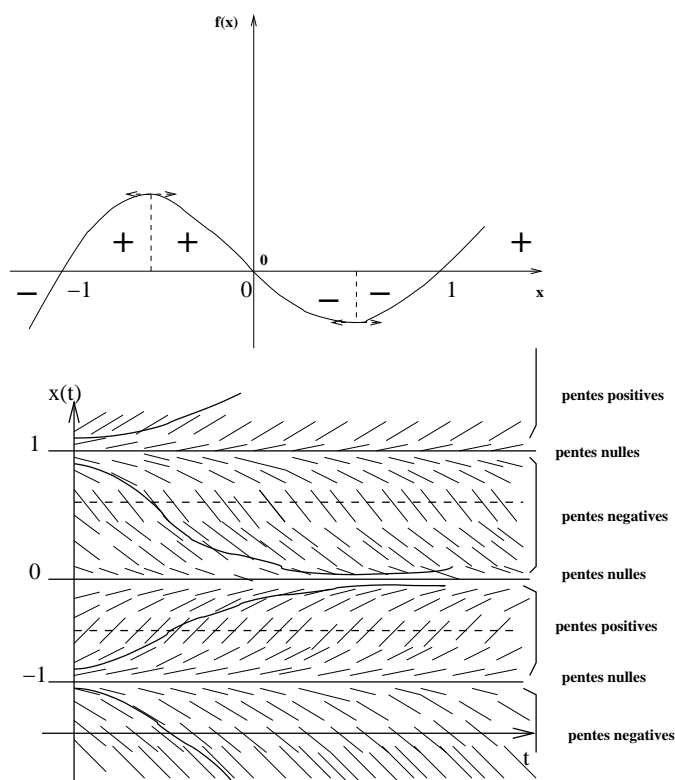 f(x)
+ + +
0
− −1 0 − − 1 x
x(t)
pentes positives
1 pentes nulles
pentes negatives
0 pentes nulles
pentes positives
−1 pentes nulles
pentes negatives
t